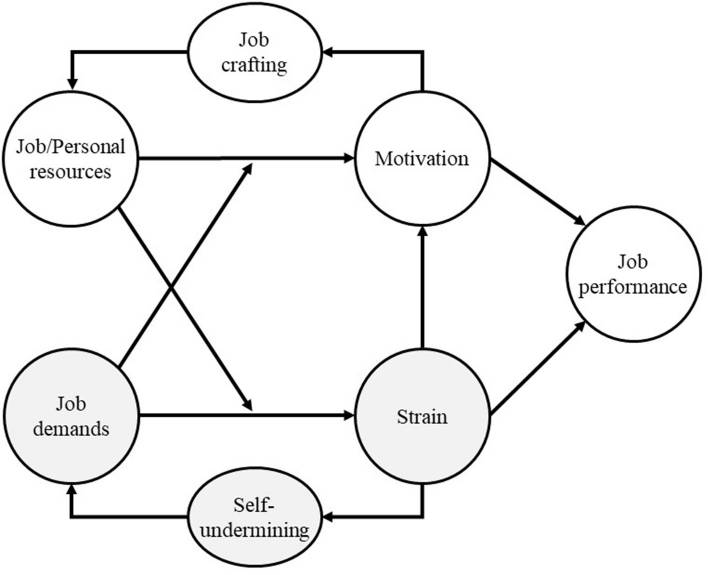 Job
crafting
Job/Personal
resources
Motivation
Job
performance
Job
demands
Strain
Self-
undermining